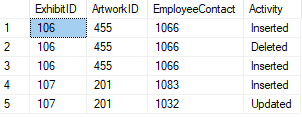 ExhibitID ArtworkID EmployeeContact Activity
1 106 455 1066 Inserted
2 106 455 1066 Deleted
3 106 455 1066 Inserted
4 107 201 1083 Inserted
5 107 201 1032 Updated